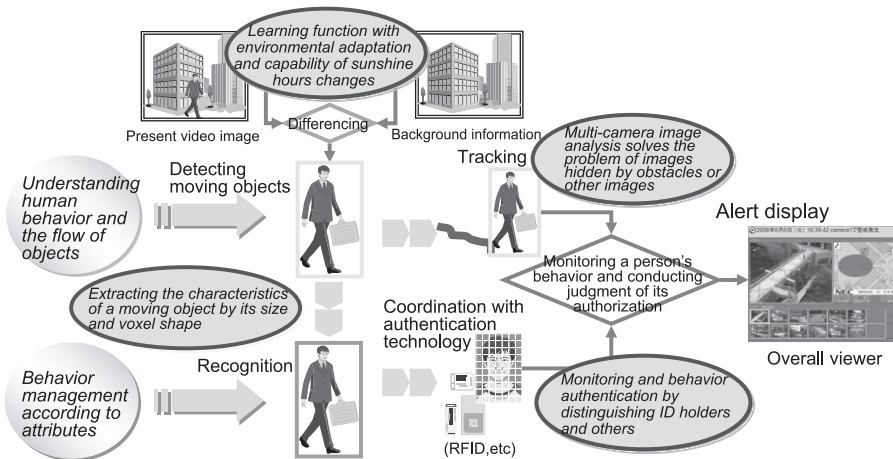 Learning function with
environmental adaptation
and capability of sunshine
hours changes
Present video image
Differencing
Background information
Understanding
human
behavior and
the flow of
objects
Detecting
moving objects
Tracking
Multi-camera image
analysis solves the
problem of images
hidden by obstacles or
other images
Alert display
Monitoring a person's
behavior and conducting
judgment of its
authorization
Overall viewer
Extracting the characteristics
of a moving object by its size
and voxel shape
Coordination with
authentication
technology
Behavior
management
according to
attributes
Recognition
(RFID,etc)
Monitoring and behavior
authentication by
distinguishing ID holders
and others